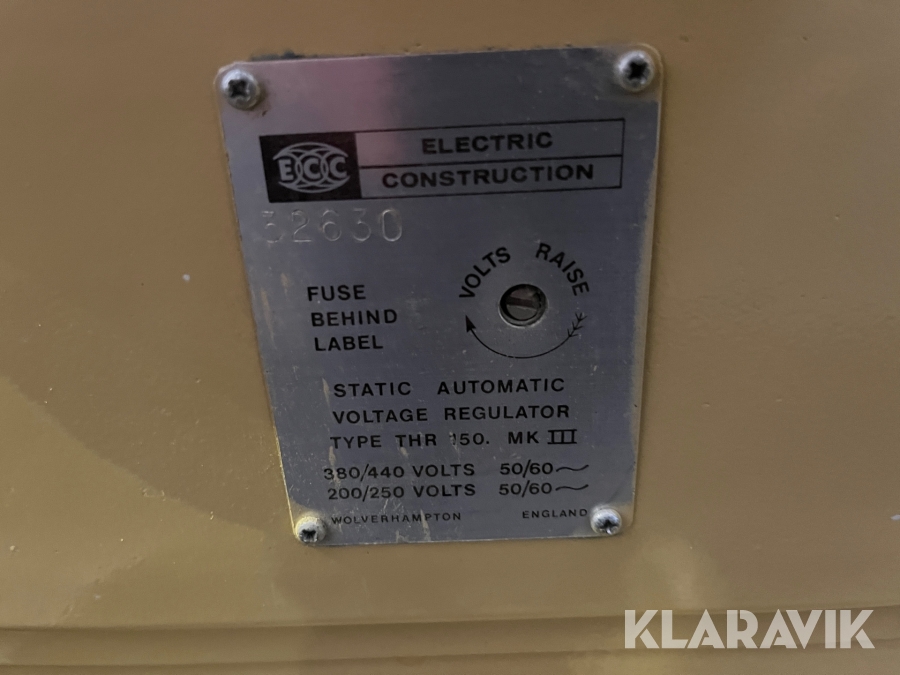 ECC
ELECTRIC
CONSTRUCTION
32630
VOLTS RAISE
FUSE
BEHIND
LABEL
STATIC AUTOMATIC
VOLTAGE REGULATOR
TYPE THR 150. MK III
380/440 VOLTS 50/60~
200/250 VOLTS 50/60~
WOLVERHAMPTON ENGLAND
KLARAVIK